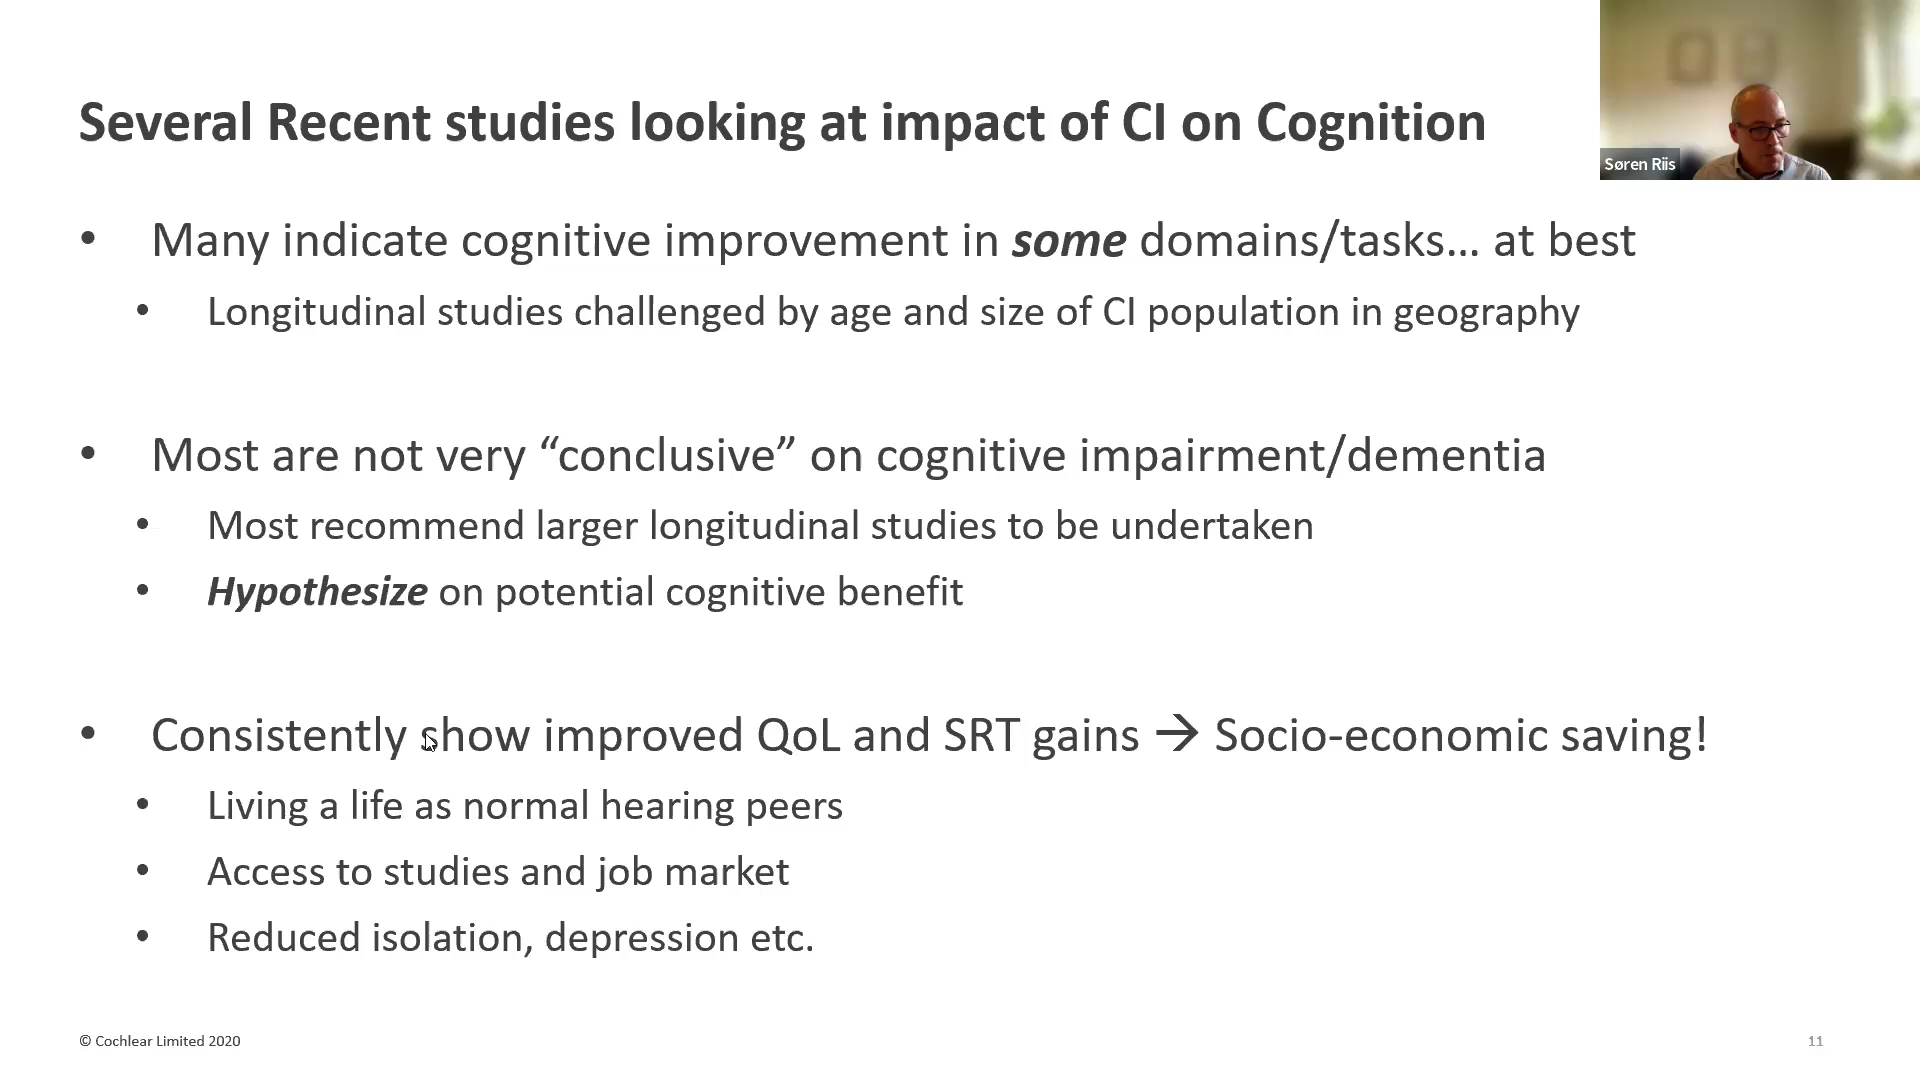 Several Recent studies looking at impact of CI on Cognition
Søren Riis
• Many indicate cognitive improvement in some domains/tasks... at best
• Longitudinal studies challenged by age and size of CI population in geography
• Most are not very “conclusive” on cognitive impairment/dementia
• Most recommend larger longitudinal studies to be undertaken
• Hypothesize on potential cognitive benefit
• Consistently show improved QoL and SRT gains → Socio-economic saving!
• Living a life as normal hearing peers
• Access to studies and job market
• Reduced isolation, depression etc.
© Cochlear Limited 2020
11